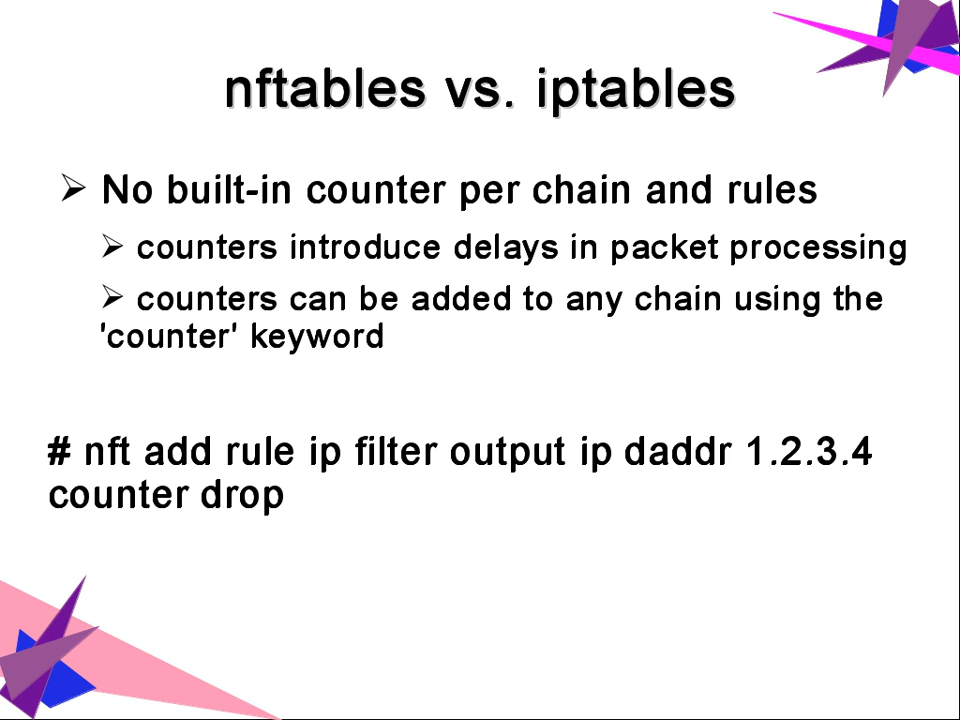 nftables vs. iptables
➢ No built-in counter per chain and rules
➢ counters introduce delays in packet processing
➢ counters can be added to any chain using the
'counter' keyword
# nft add rule ip filter output ip daddr 1.2.3.4
counter drop